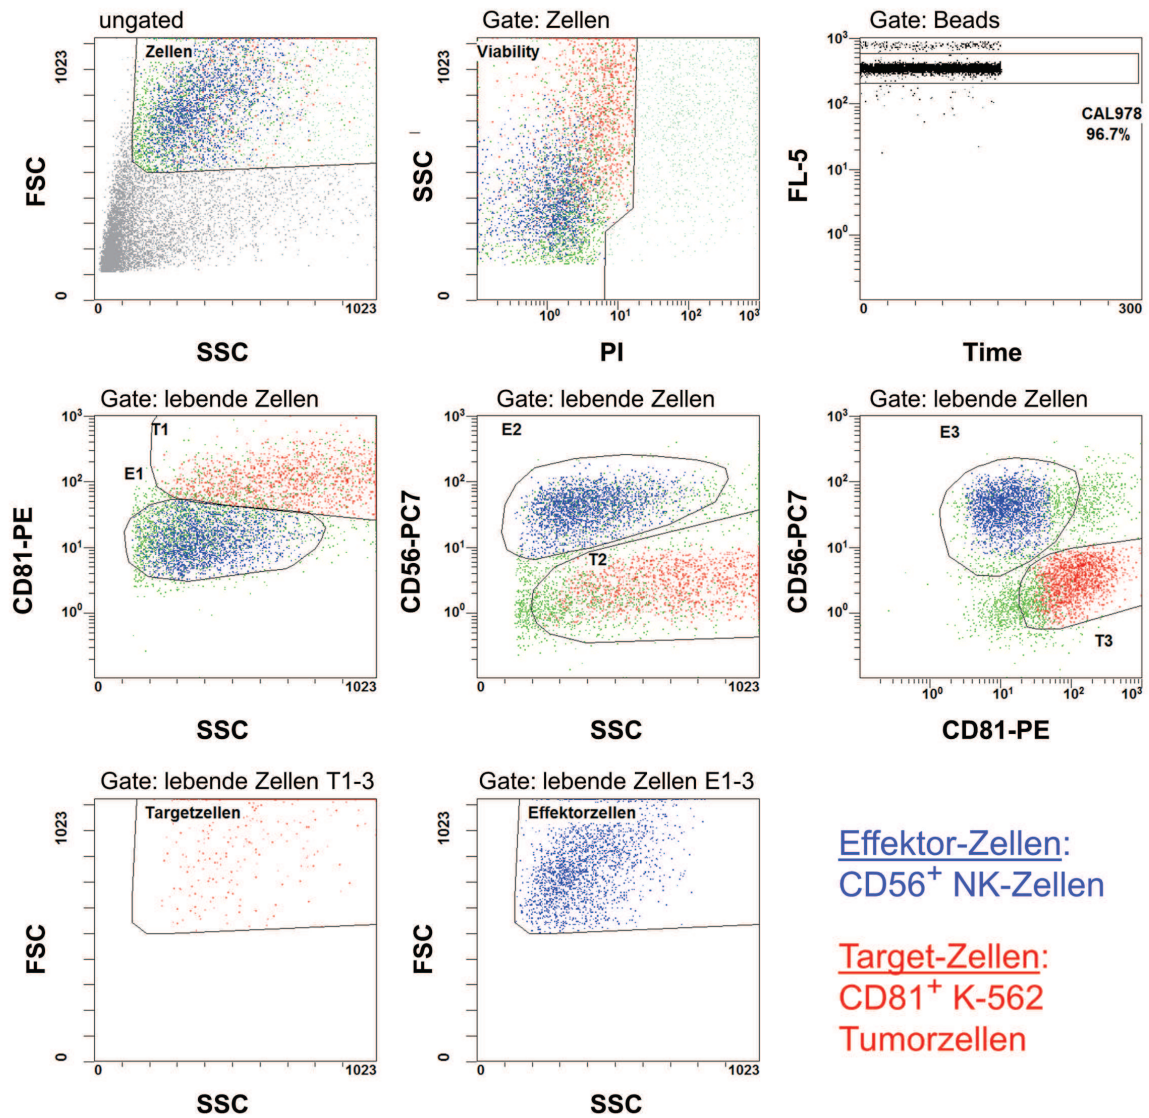 ungated
Gate: Zellen
Gate: Beads
Zellen
1023
0
FSC
0 1023
SSC
Viability
1023
0
SSC
10⁰ 10¹ 10² 10³
PI
10³
10²
10¹
10⁰
FL-5
CAL978
96.7%
0 300
Time
Gate: lebende Zellen
Gate: lebende Zellen
Gate: lebende Zellen
T1
E1
10³
10²
10¹
10⁰
CD81-PE
0 1023
SSC
E2
T2
10³
10²
10¹
10⁰
CD56-PC7
0 1023
SSC
E3
T3
10³
10²
10¹
10⁰
CD56-PC7
10⁰ 10¹ 10² 10³
CD81-PE
Gate: lebende Zellen T1-3
Gate: lebende Zellen E1-3
Targetzellen
1023
0
FSC
0 1023
SSC
Effektorzellen
1023
0
FSC
0 1023
SSC
Effektor-Zellen:
CD56⁺ NK-Zellen
Target-Zellen:
CD81⁺ K-562
Tumorzellen